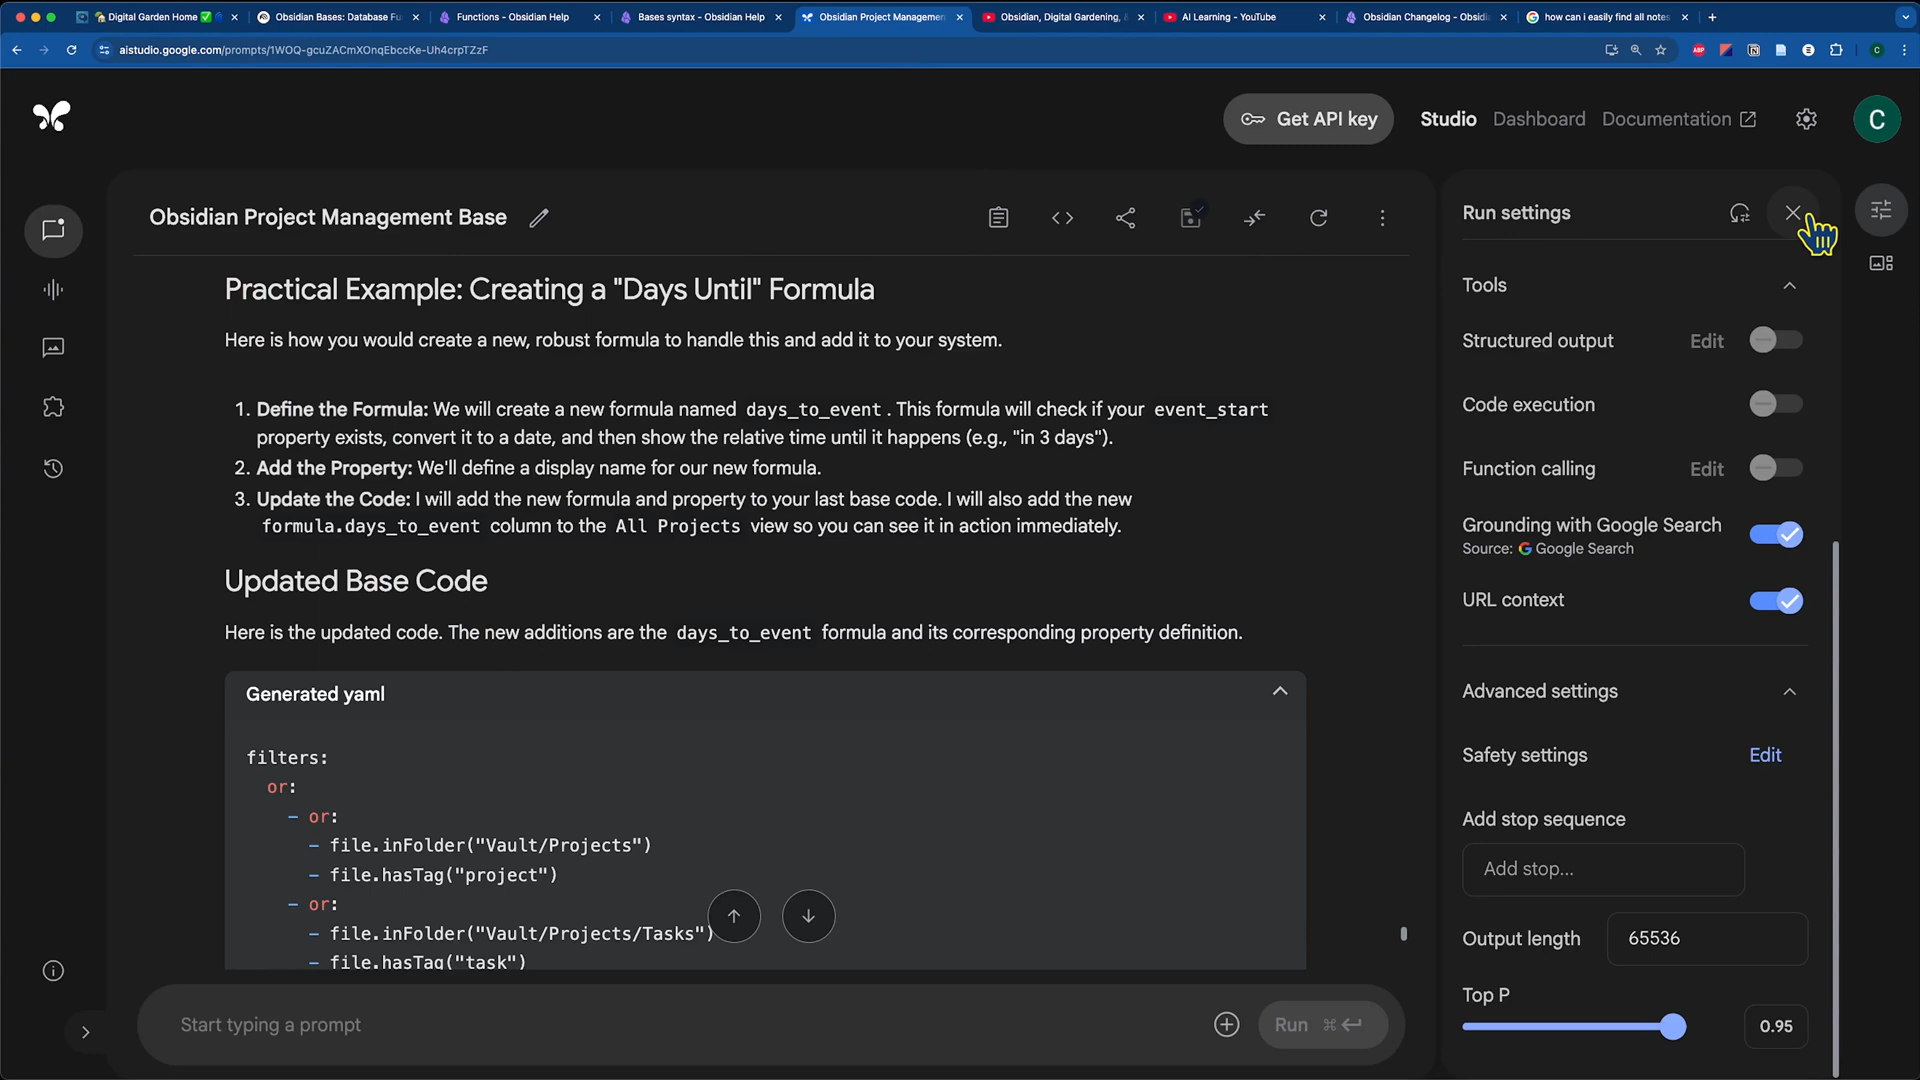 Digital Garden Home ✅
Obsidian Bases: Database Fu
Functions - Obsidian Help
Bases syntax - Obsidian Help
Obsidian Project Managemen
Obsidian, Digital Gardening, &
AI Learning - YouTube
Obsidian Changelog - Obsidi
how can i easily find all notes
aistudio.google.com/prompts/1WOQ-gcuZACmXOnqEbccKe-Uh4crpTZzF
ABP
C
Get API key
Studio
Dashboard
Documentation
C
Obsidian Project Management Base
Practical Example: Creating a "Days Until" Formula
Here is how you would create a new, robust formula to handle this and add it to your system.
1. Define the Formula: We will create a new formula named days_to_event . This formula will check if your event_start
property exists, convert it to a date, and then show the relative time until it happens (e.g., "in 3 days").
2. Add the Property: We'll define a display name for our new formula.
3. Update the Code: I will add the new formula and property to your last base code. I will also add the new
formula.days_to_event column to the All Projects view so you can see it in action immediately.
Updated Base Code
Here is the updated code. The new additions are the days_to_event formula and its corresponding property definition.
Generated yaml
filters:
or:
- or:
- file.inFolder("Vault/Projects")
- file.hasTag("project")
- or:
- file.inFolder("Vault/Projects/Tasks")
- file.hasTag("task")
Start typing a prompt
Run ⌘ ↵
Run settings
Tools
Structured output Edit
Code execution
Function calling Edit
Grounding with Google Search
Source: G Google Search
URL context
Advanced settings
Safety settings Edit
Add stop sequence
Add stop...
Output length 65536
Top P
0.95